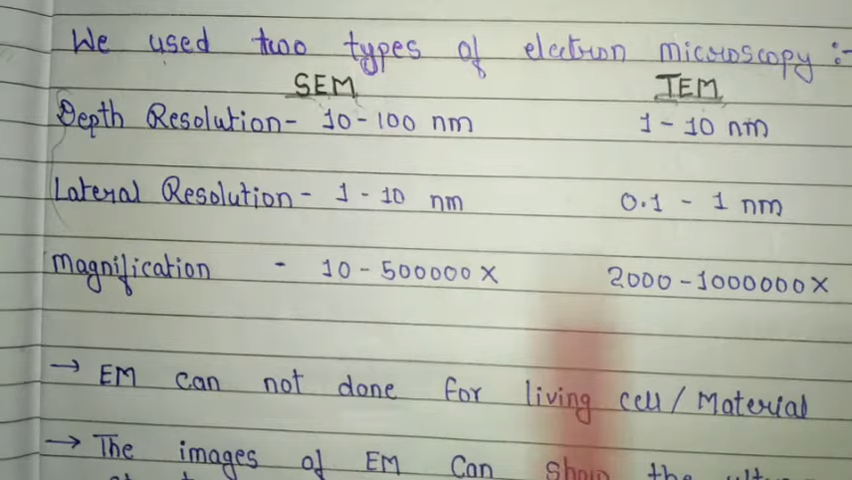 We used two types of electron microscopy :-
SEM TEM
Depth Resolution- 10-100 nm 1-10 nm
Lateral Resolution - 1-10 nm 0.1 - 1 nm
Magnification - 10-500000 X 2000-1000000 X
→ EM can not done for living cell/Material
→ The images of EM Can show the